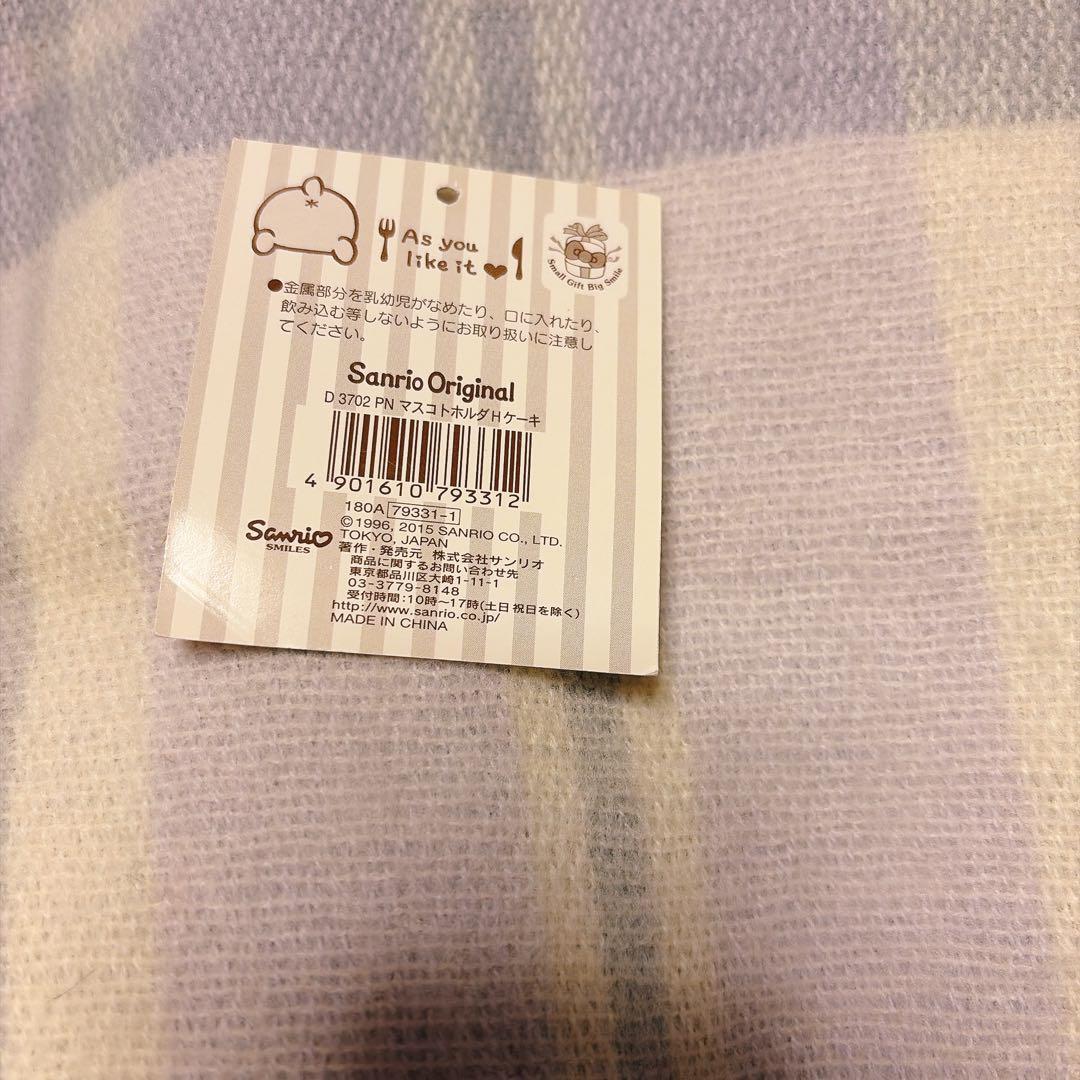 As you
like it
Small Gift Big Smile
●金属部分を乳幼児がなめたり、口に入れたり、
飲み込む等しないようにお取り扱いに注意し
てください。
Sanrio Original
D 3702 PN マスコトホルダHケーキ
4 901610 793312
180A 79331-1
©1996, 2015 SANRIO CO., LTD.
TOKYO, JAPAN
Sanrio
SMILES
著作・発売元 株式会社サンリオ
商品に関するお問い合わせ先
東京都品川区大崎1-11-1
03-3779-8148
受付時間:10時〜17時(土日祝日を除く)
http://www.sanrio.co.jp/
MADE IN CHINA